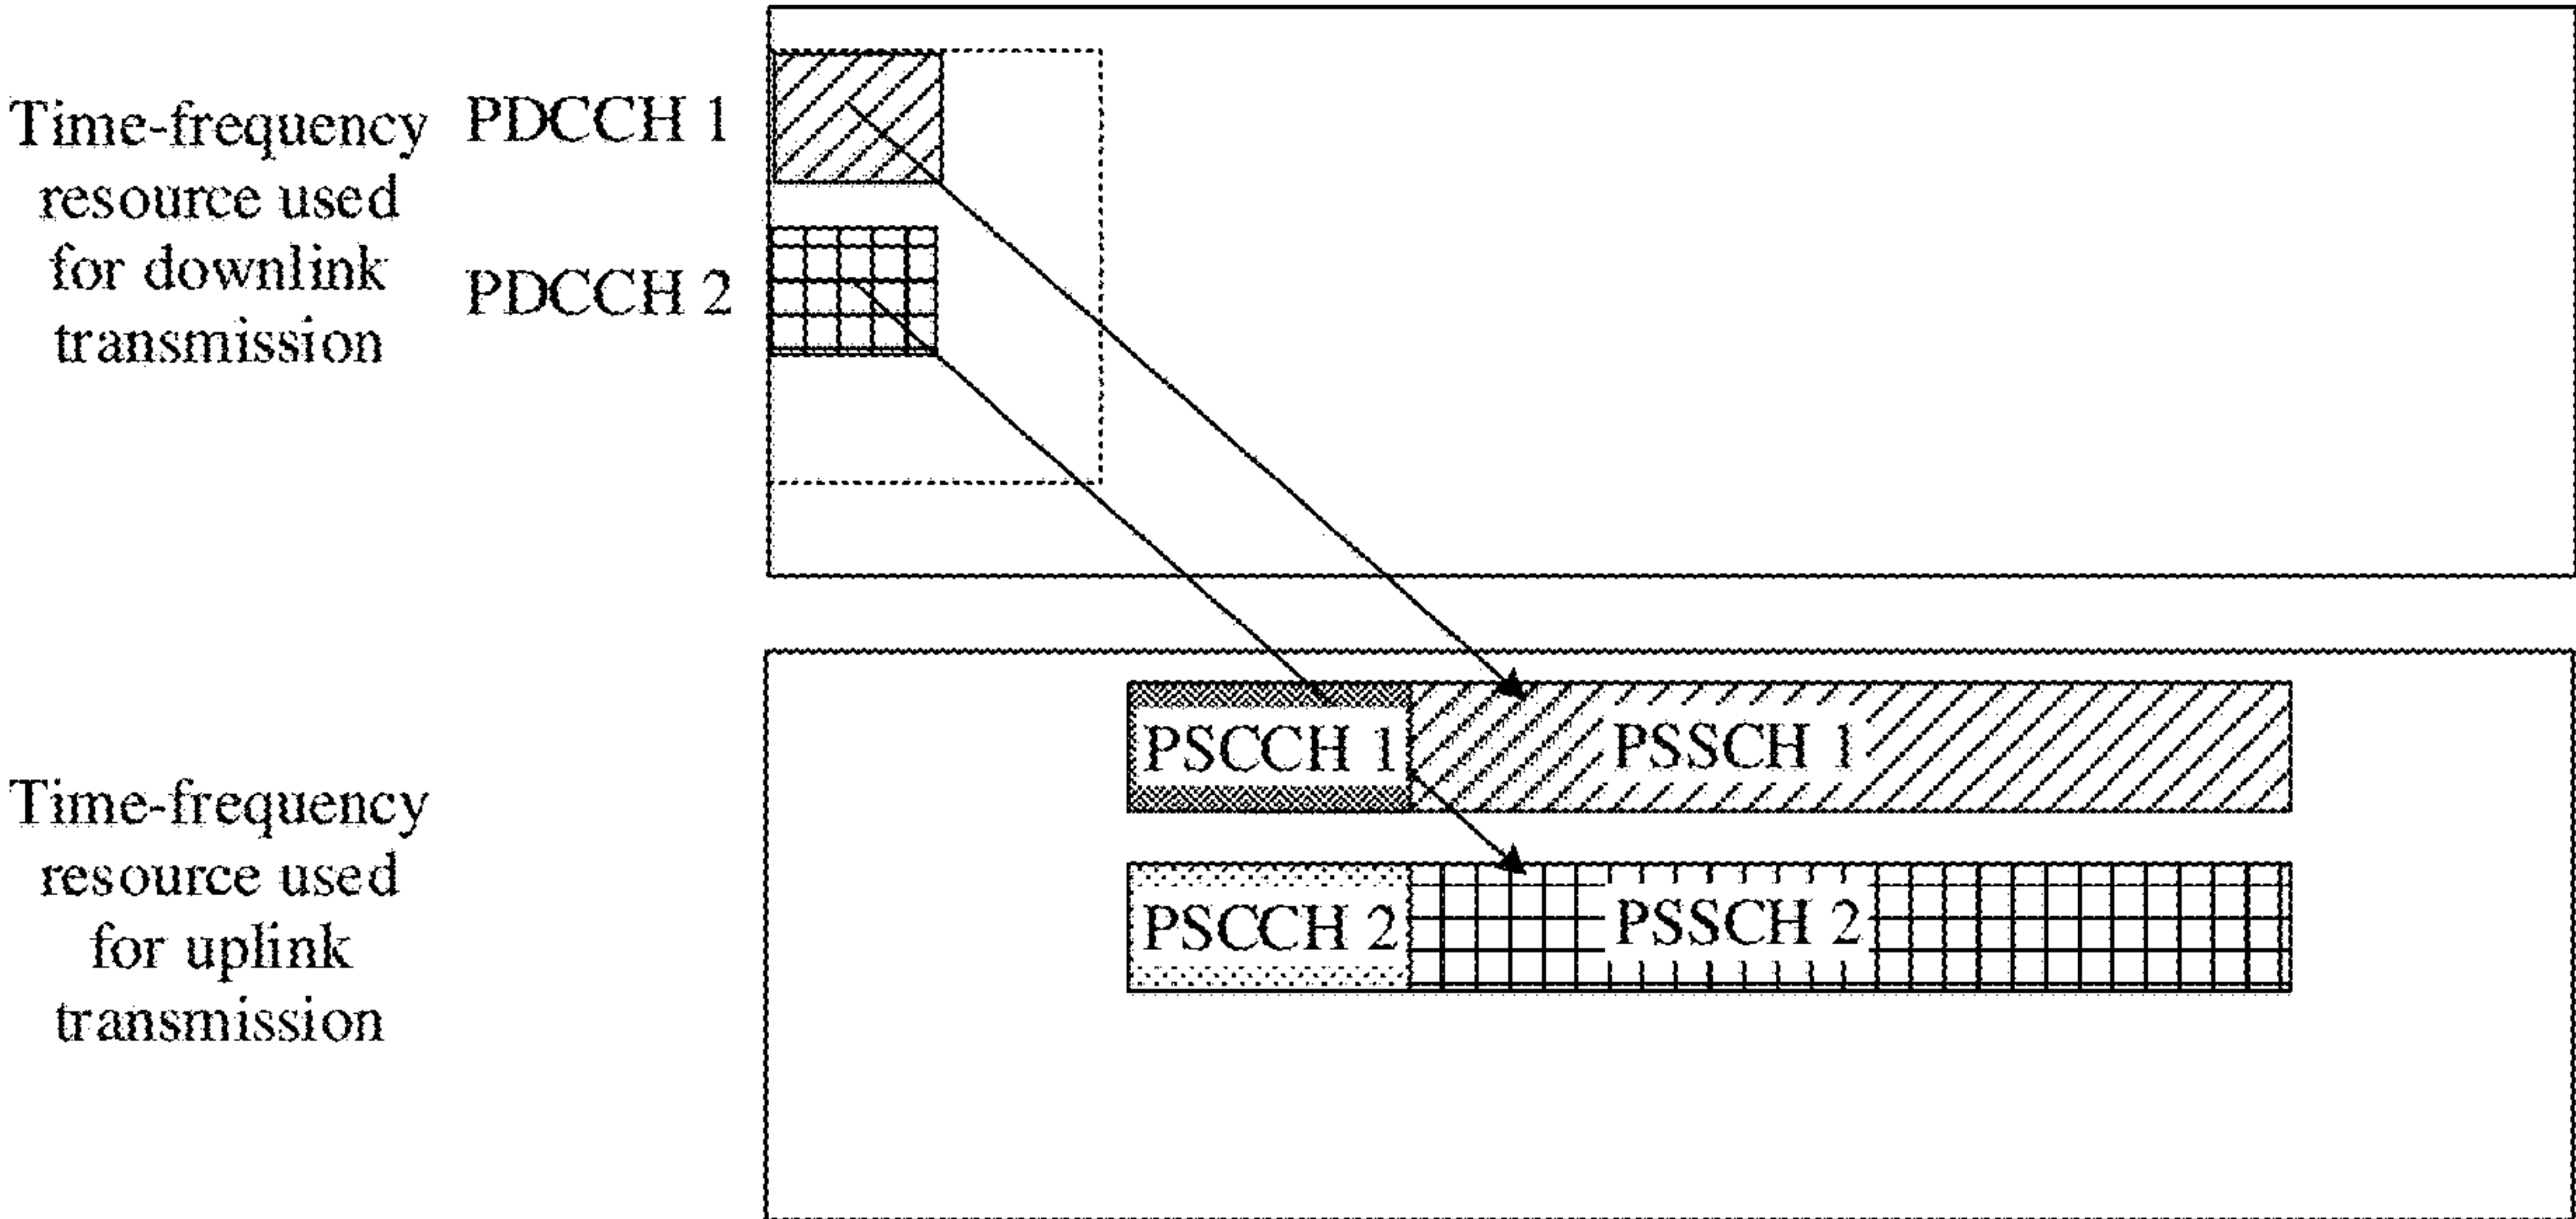 Time-frequency
resource used
for downlink
transmission
PDCCH 1
PDCCH 2
Time-frequency
resource used
for uplink
transmission
PSCCH 1
PSSCH 1
PSCCH 2
PSSCH 2